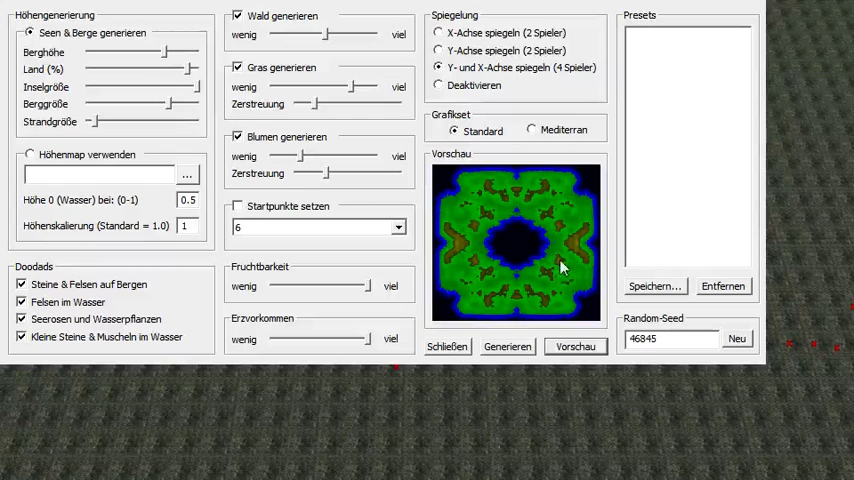 Höhengenerierung
Seen & Berge generieren
Berghöhe
Land (%)
Inselgröße
Berggröße
Strandgröße
Höhenmap verwenden
...
Höhe 0 (Wasser) bei: (0-1)
0.5
Höhenskalierung (Standard = 1.0)
1
Doodads
Steine & Felsen auf Bergen
Felsen im Wasser
Seerosen und Wasserpflanzen
Kleine Steine & Muscheln im Wasser
Wald generieren
wenig viel
Gras generieren
wenig viel
Zerstreuung
Blumen generieren
wenig viel
Zerstreuung
Startpunkte setzen
6
Fruchtbarkeit
wenig viel
Erzvorkommen
wenig viel
Spiegelung
X-Achse spiegeln (2 Spieler)
Y-Achse spiegeln (2 Spieler)
Y- und X-Achse spiegeln (4 Spieler)
Deaktivieren
Grafikset
Standard Mediterran
Vorschau
Schließen Generieren Vorschau
Presets
Speichern... Entfernen
Random-Seed
46845 Neu